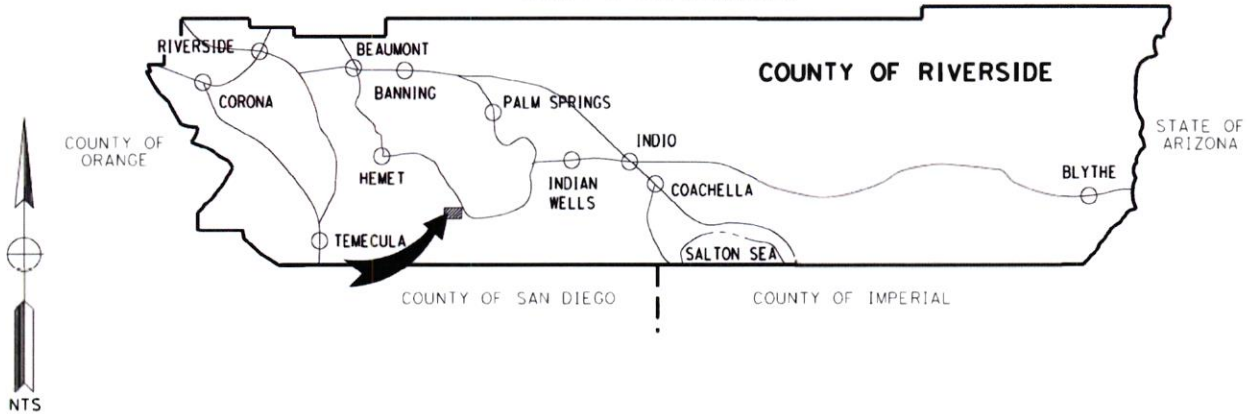 RIVERSIDE
BEAUMONT
COUNTY OF RIVERSIDE
CORONA
BANNING
PALM SPRINGS
COUNTY OF
ORANGE
STATE OF
ARIZONA
INDIO
HEMET
INDIAN
WELLS
COACHELLA
BLYTHE
TEMECULA
SALTON SEA
COUNTY OF SAN DIEGO
COUNTY OF IMPERIAL
NTS